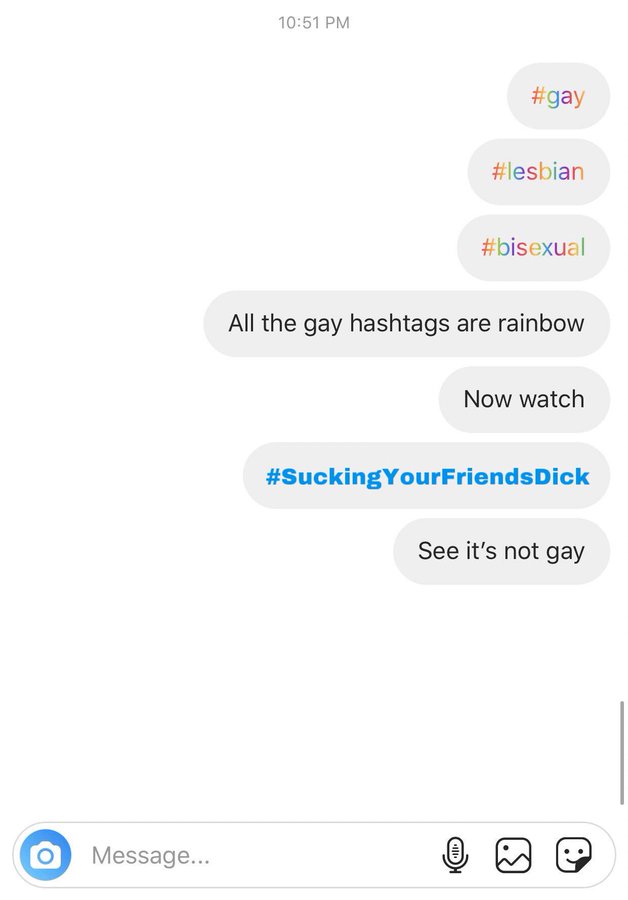 10:51 PM
#gay
#lesbian
#bisexual
All the gay hashtags are rainbow
Now watch
#SuckingYourFriendsDick
See it’s not gay
Message...